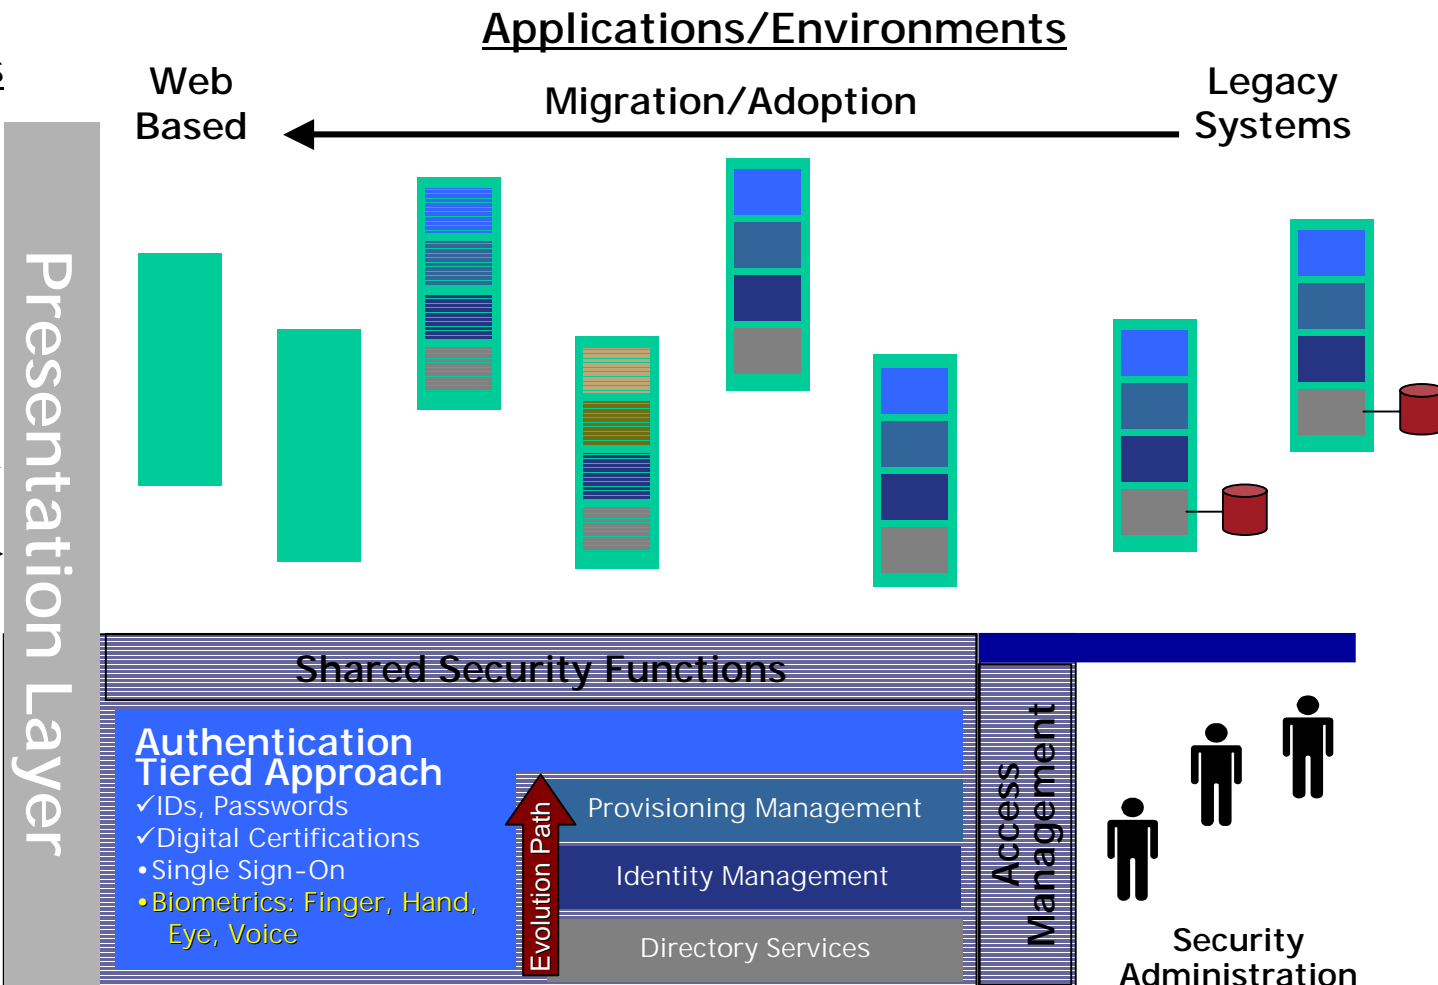 Applications/Environments
s
Web
Based
Migration/Adoption
Legacy
Systems
Presentation Layer
Shared Security Functions
Authentication
Tiered Approach
✓IDs, Passwords
✓Digital Certifications
•Single Sign-On
•Biometrics: Finger, Hand,
Eye, Voice
Evolution Path
Provisioning Management
Identity Management
Directory Services
Access
Management
Security
Administration